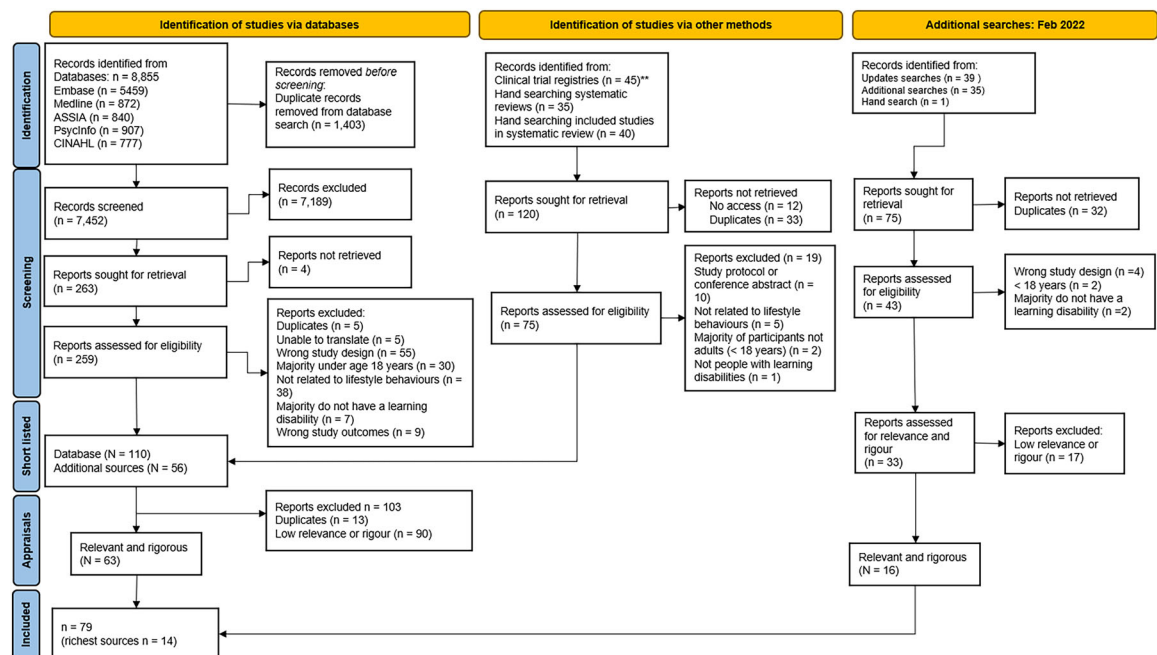 Identification of studies via databases
Identification of studies via other methods
Additional searches: Feb 2022
Identification
Records identified from
Databases: n = 8,855
Embase (n = 5459)
Medline (n = 872)
ASSIA (n = 840)
PsycInfo (n = 907)
CINAHL (n = 777)
Records removed before
screening:
Duplicate records
removed from database
search (n = 1,403)
Records identified from:
Clinical trial registries (n = 45)**
Hand searching systematic
reviews (n = 35)
Hand searching included studies
in systematic review (n = 40)
Records identified from:
Updates searches (n = 39 )
Additional searches (n = 35)
Hand search (n = 1)
Screening
Records screened
(n = 7,452)
Records excluded
(n = 7,189)
Reports sought for retrieval
(n = 263)
Reports not retrieved
(n = 4)
Reports assessed for eligibility
(n = 259)
Reports excluded:
Duplicates (n = 5)
Unable to translate (n = 5)
Wrong study design (n = 55)
Majority under age 18 years (n = 30)
Not related to lifestyle behaviours (n =
38)
Majority do not have a learning
disability (n = 7)
Wrong study outcomes (n = 9)
Reports sought for retrieval
(n = 120)
Reports not retrieved
No access (n = 12)
Duplicates (n = 33)
Reports assessed for eligibility
(n = 75)
Reports excluded (n = 19)
Study protocol or
conference abstract (n =
10)
Not related to lifestyle
behaviours (n = 5)
Majority of participants not
adults (< 18 years) (n = 2)
Not people with learning
disabilities (n = 1)
Reports sought for
retrieval
(n = 75)
Reports not retrieved
Duplicates (n = 32)
Reports assessed
for eligibility
(n = 43)
Wrong study design (n =4)
< 18 years (n = 2)
Majority do not have a
learning disability (n =2)
Short listed
Database (N = 110)
Additional sources (N = 56)
Reports assessed
for relevance and
rigour
(n = 33)
Reports excluded:
Low relevance or
rigour (n = 17)
Appraisals
Reports excluded n = 103
Duplicates (n = 13)
Low relevance or rigour (n = 90)
Relevant and rigorous
(N = 63)
Relevant and rigorous
(N = 16)
Included
n = 79
(richest sources n = 14)